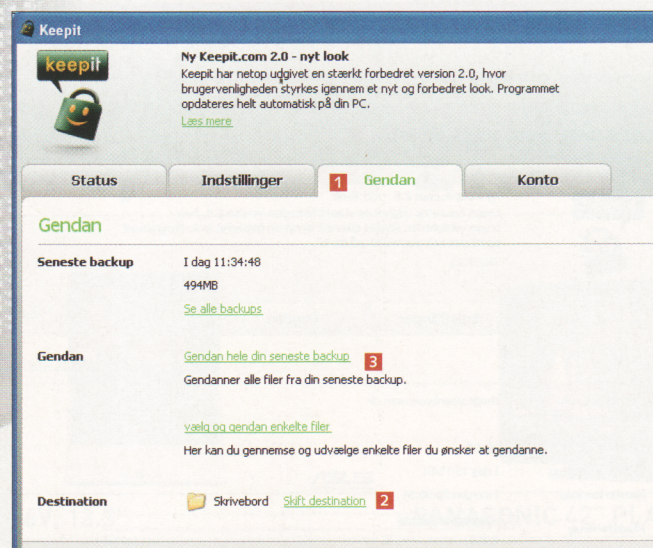 Keepit
keepit
Ny Keepit.com 2.0 - nyt look
Keepit har netop udgivet en stærkt forbedret version 2.0, hvor
brugervenligheden styrkes igennem et nyt og forbedret look. Programmet
opdateres helt automatisk på din PC.
Læs mere
Status Indstillinger 1 Gendan Konto
Gendan
Seneste backup I dag 11:34:48
494MB
Se alle backups
Gendan Gendan hele din seneste backup 3
Gendanner alle filer fra din seneste backup.
vælg og gendan enkelte filer
Her kan du gennemse og udvælge enkelte filer du ønsker at gendanne.
Destination Skrivebord Skift destination 2